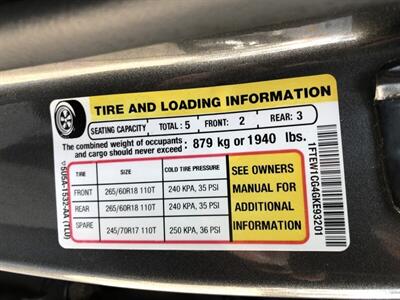 TIRE AND LOADING INFORMATION
SEATING CAPACITY TOTAL : 5 FRONT: 2 REAR: 3
The combined weight of occupants and cargo should never exceed : 879 kg or 1940 lbs.
TIRE SIZE COLD TIRE PRESSURE
FRONT 265/60R18 110T 240 KPA, 35 PSI
REAR 265/60R18 110T 240 KPA, 35 PSI
SPARE 245/70R17 110T 250 KPA, 36 PSI
SEE OWNERS
MANUAL FOR
ADDITIONAL
INFORMATION
1FTEW1CG4GKE93201